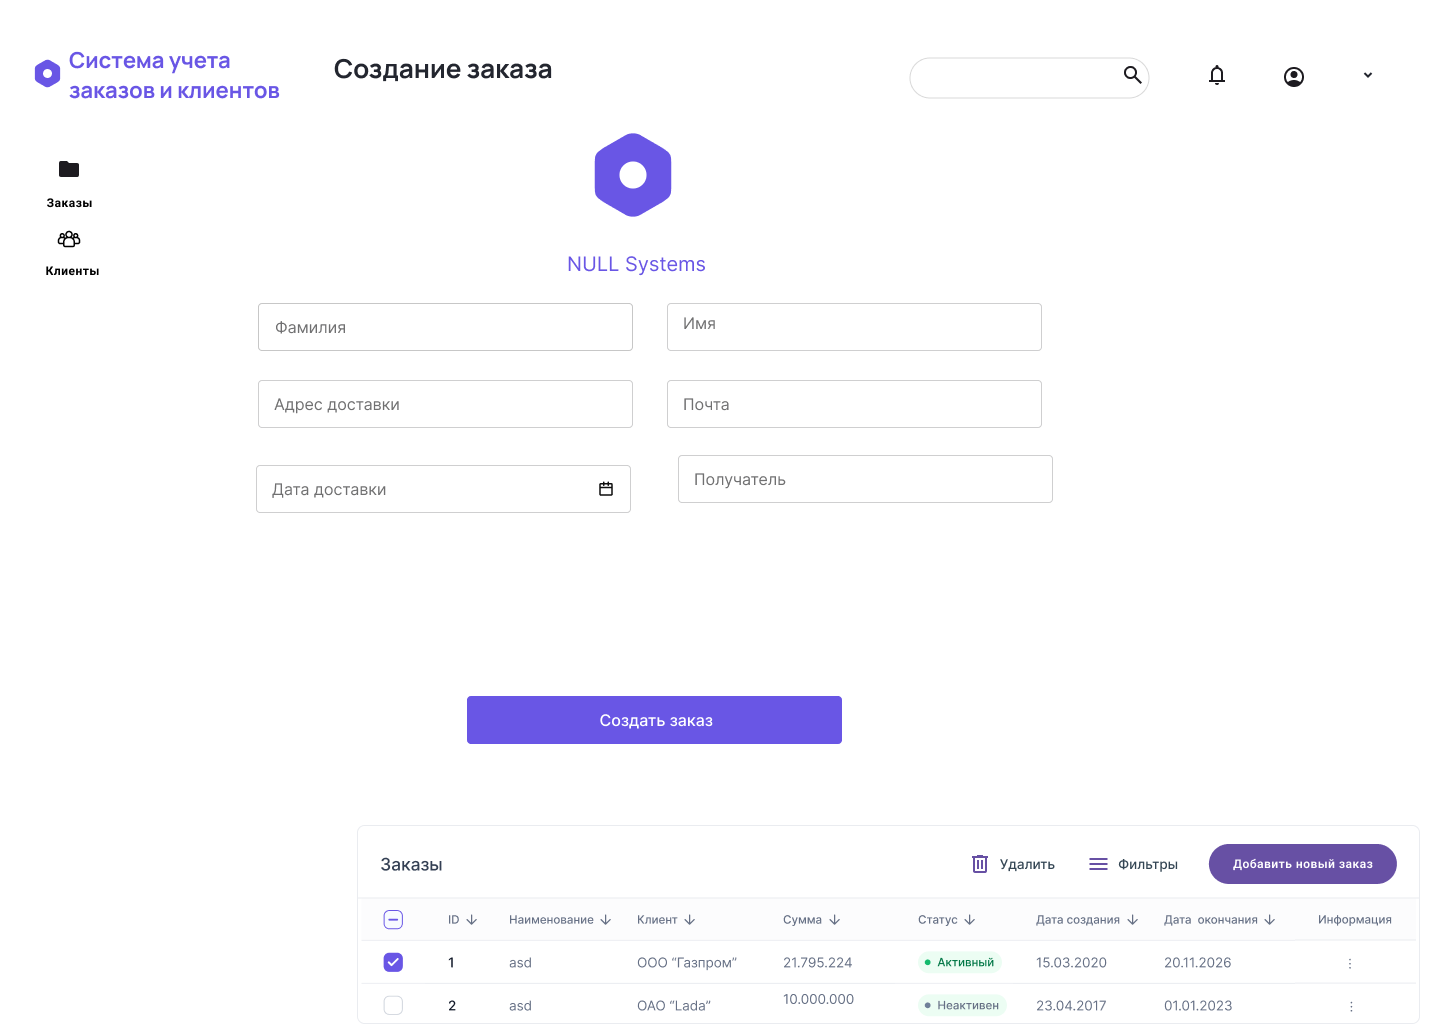 Система учета
заказов и клиентов
Создание заказа
Заказы
Клиенты
NULL Systems
Фамилия
Имя
Адрес доставки
Почта
Дата доставки
Получатель
Создать заказ
Заказы
Удалить
Фильтры
Добавить новый заказ
ID Наименование Клиент Сумма Статус Дата создания Дата окончания Информация
1 asd ООО “Газпром” 21.795.224 Активный 15.03.2020 20.11.2026
2 asd ОАО “Lada” 10.000.000 Неактивен 23.04.2017 01.01.2023